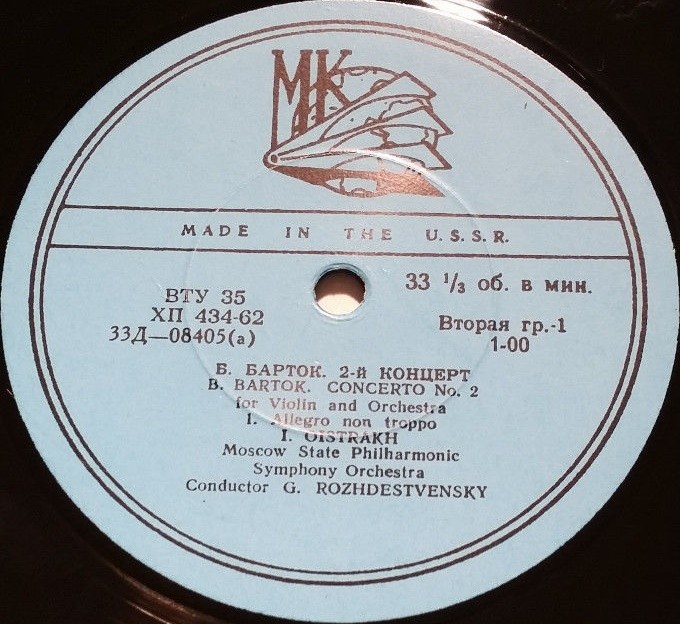 МК
MADE IN THE U.S.S.R.
33 1/3 об. в мин.
ВТУ 35
ХП 434-62
33Д—08405(а)
Вторая гр.-1
1-00
Б. БАРТОК. 2-й КОНЦЕРТ
B. BARTOK. CONCERTO No. 2
for Violin and Orchestra
I. Allegro non troppo
I. OISTRAKH
Moscow State Philharmonic
Symphony Orchestra
Conductor G. ROZHDESTVENSKY